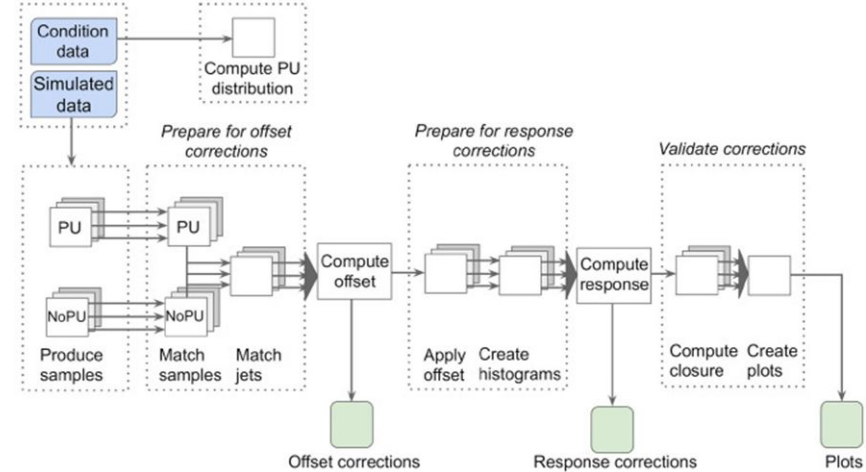 Condition
data
Simulated
data
Compute PU
distribution
Prepare for offset
corrections
Prepare for response
corrections
Validate corrections
PU
PU
NoPU
NoPU
Compute
offset
Compute
response
Produce
samples
Match
samples
Match
jets
Apply
offset
Create
histograms
Compute
closure
Create
plots
Offset corrections
Response corrections
Plots